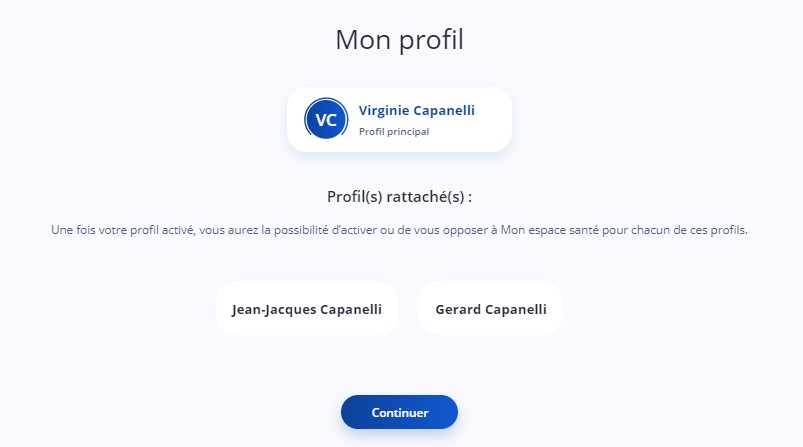 Mon profil
VC
Virginie Capanelli
Profil principal
Profil(s) rattaché(s) :
Une fois votre profil activé, vous aurez la possibilité d’activer ou de vous opposer à Mon espace santé pour chacun de ces profils.
Jean-Jacques Capanelli
Gerard Capanelli
Continuer